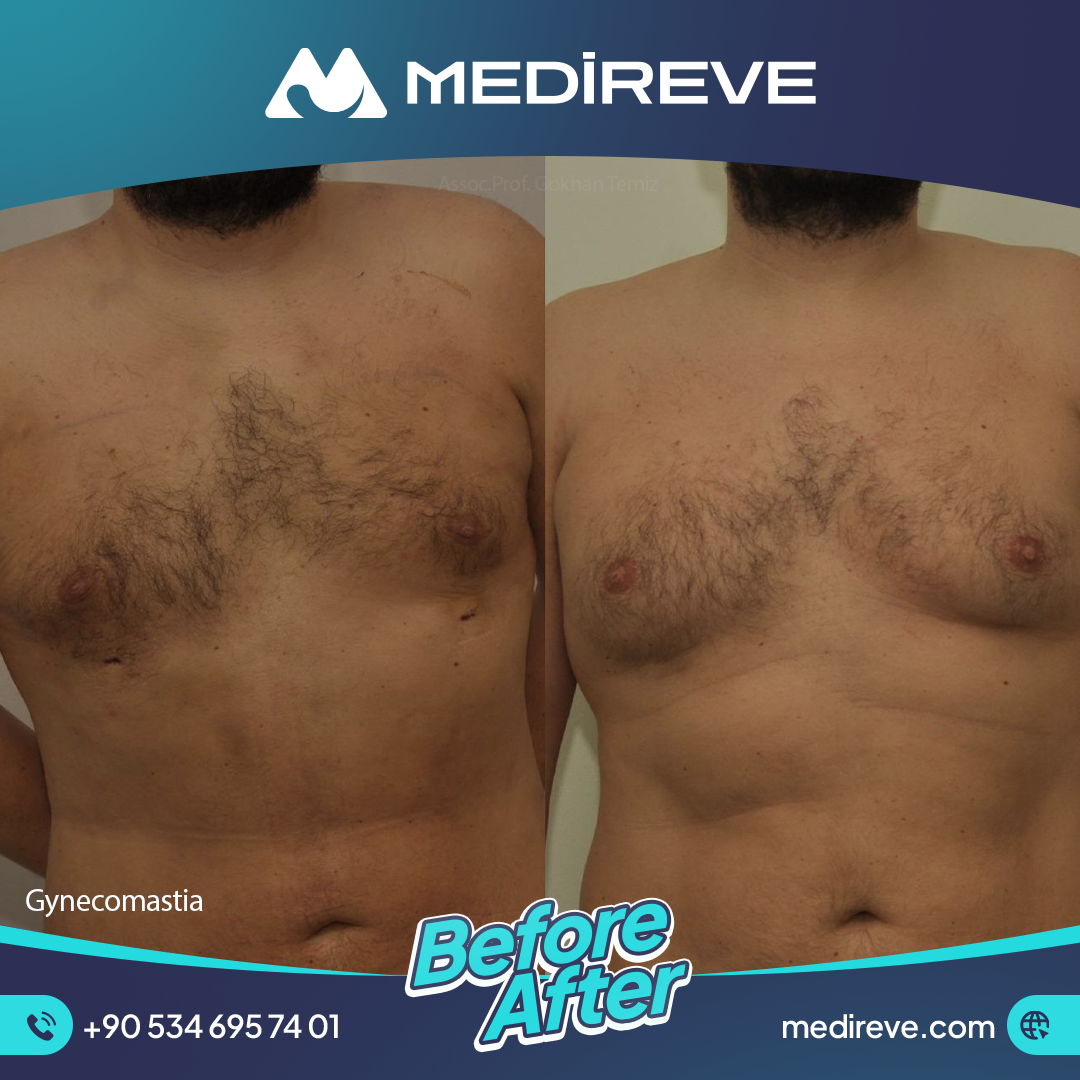 MEDİREVE
Assoc.Prof. Gokhan Temiz
Gynecomastia
Before
After
+90 534 695 74 01
medireve.com